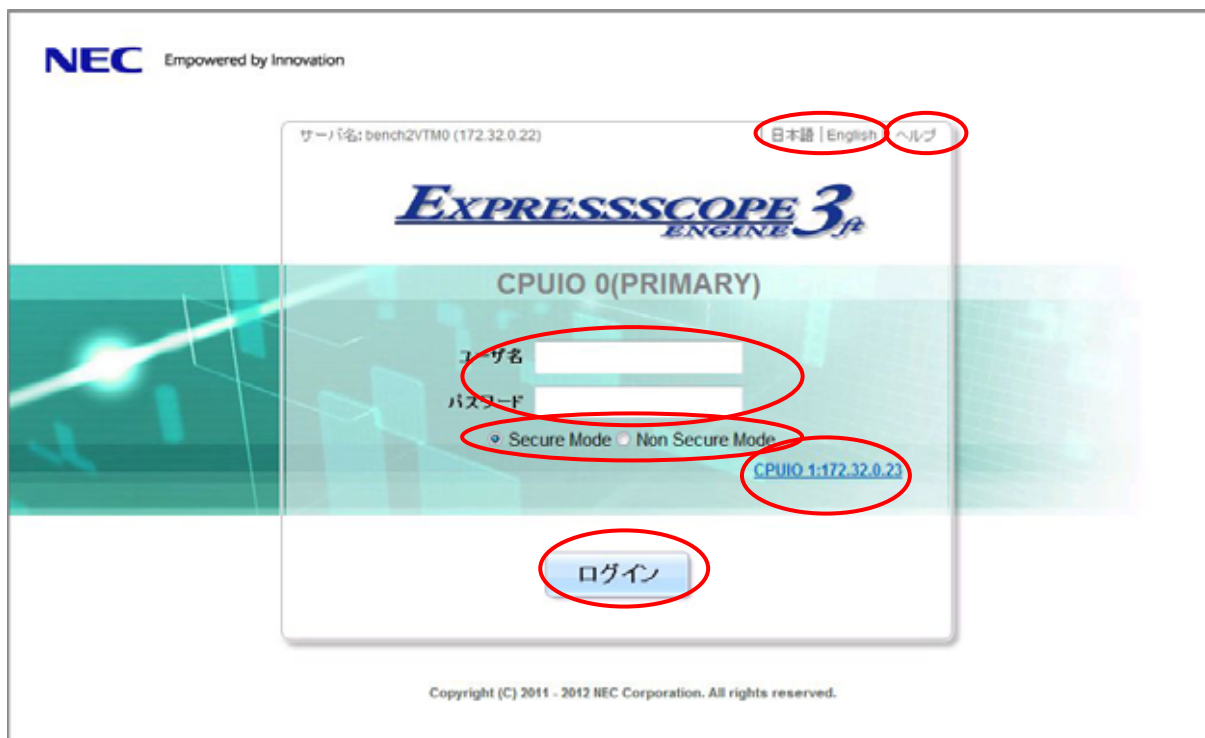 NEC Empowered by Innovation
サーバ名: bench2VTM0 (172.32.0.22) 日本語 | English ヘルプ
EXPRESSSCOPE
ENGINE 3 ft
CPUIO 0(PRIMARY)
ユーザ名
パスワード
Secure Mode Non Secure Mode
CPUIO 1:172.32.0.23
ログイン
Copyright (C) 2011 - 2012 NEC Corporation. All rights reserved.